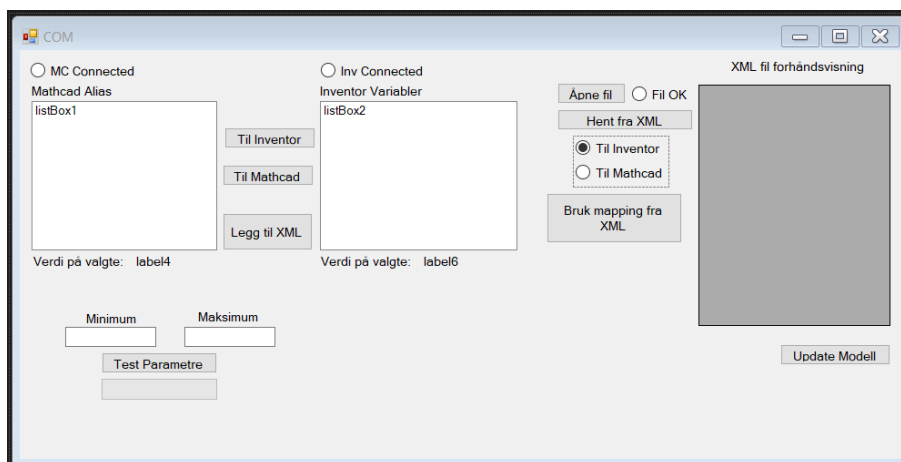 COM
MC Connected
Mathcad Alias
listBox1
Verdi på valgte: label4
Til Inventor
Til Mathcad
Legg til XML
Inv Connected
Inventor Variabler
listBox2
Verdi på valgte: label6
Åpne fil
Fil OK
Hent fra XML
Til Inventor
Til Mathcad
Bruk mapping fra
XML
XML fil forhåndsvisning
Update Modell
Minimum
Maksimum
Test Parametre